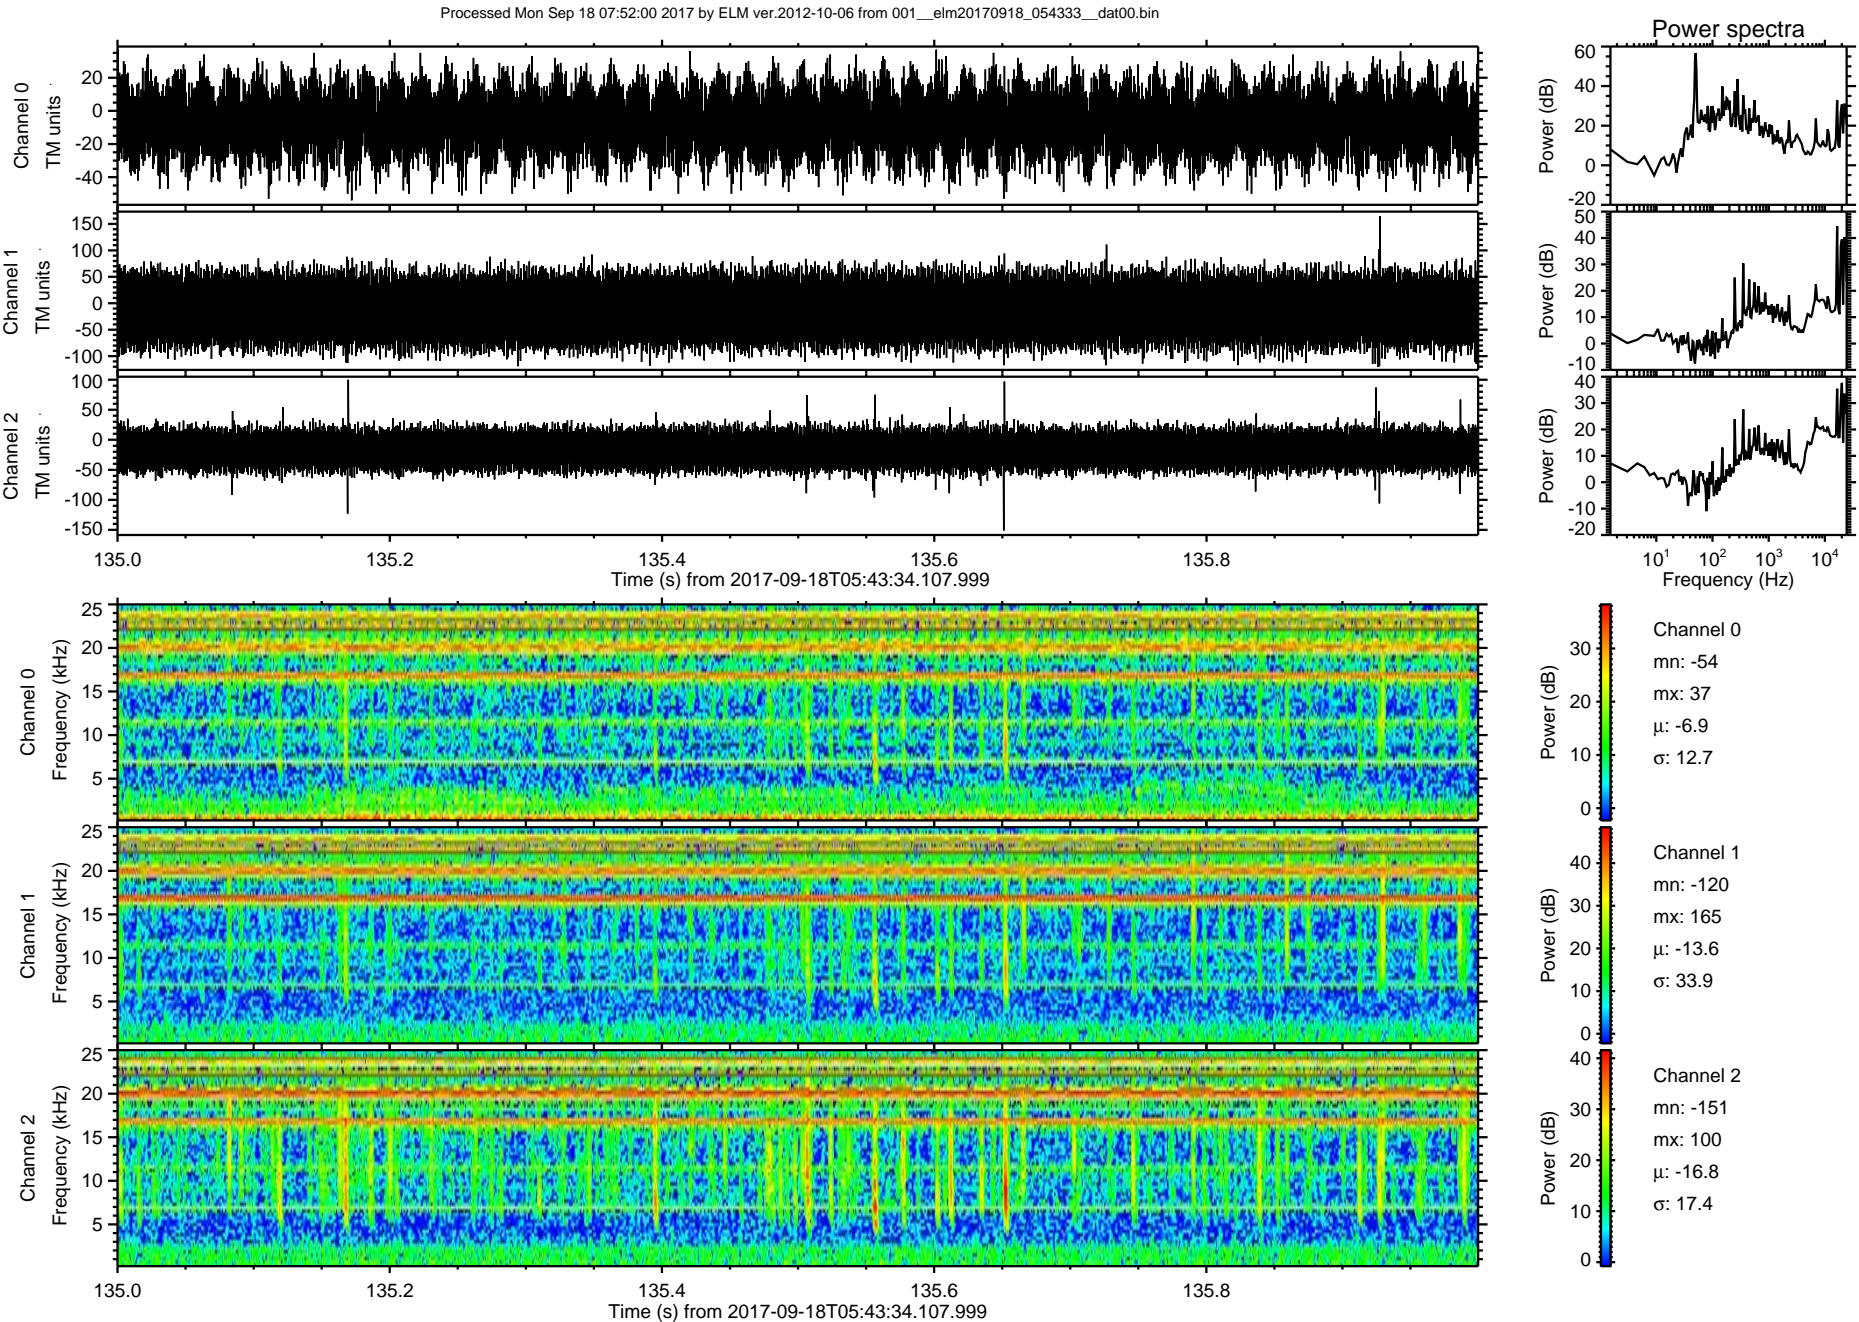 Processed Mon Sep 18 07:52:00 2017 by ELM ver.2012-10-06 from 001__elm20170918_054333__dat00.bin
Power spectra
Channel 0
TM units
20
0
-20
-40
Power (dB)
60
40
20
0
-20
Channel 1
TM units
150
100
50
0
-50
-100
Power (dB)
50
40
30
20
10
0
-10
Channel 2
TM units
100
50
0
-50
-100
-150
Power (dB)
40
30
20
10
0
-10
-20
135.0 135.2 135.4 135.6 135.8
Time (s) from 2017-09-18T05:43:34.107.999
10^1 10^2 10^3 10^4
Frequency (Hz)
Channel 0
Frequency (kHz)
25
20
15
10
5
Power (dB)
30
20
10
0
Channel 0
mn: -54
mx: 37
μ: -6.9
σ: 12.7
Channel 1
Frequency (kHz)
25
20
15
10
5
Power (dB)
40
30
20
10
0
Channel 1
mn: -120
mx: 165
μ: -13.6
σ: 33.9
Channel 2
Frequency (kHz)
25
20
15
10
5
Power (dB)
40
30
20
10
0
Channel 2
mn: -151
mx: 100
μ: -16.8
σ: 17.4
135.0 135.2 135.4 135.6 135.8
Time (s) from 2017-09-18T05:43:34.107.999